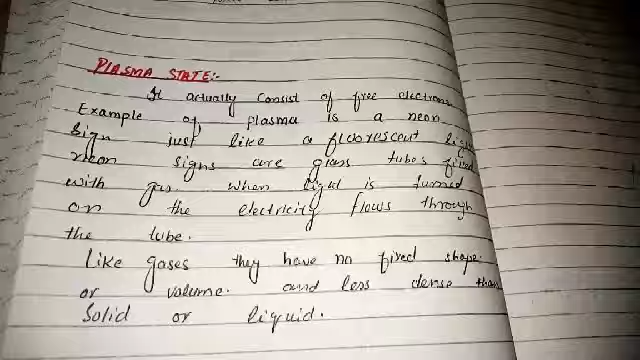 PLASMA STATE:-
It actually consist of free electrons
Example of plasma is a neon
sign just like a fluorescent light
neon signs are glass tubes filled
with gas. when light is turned
on the electricity flows through
the tube.
Like gases they have no fixed shape.
or volume. and less dense than
Solid or liquid.